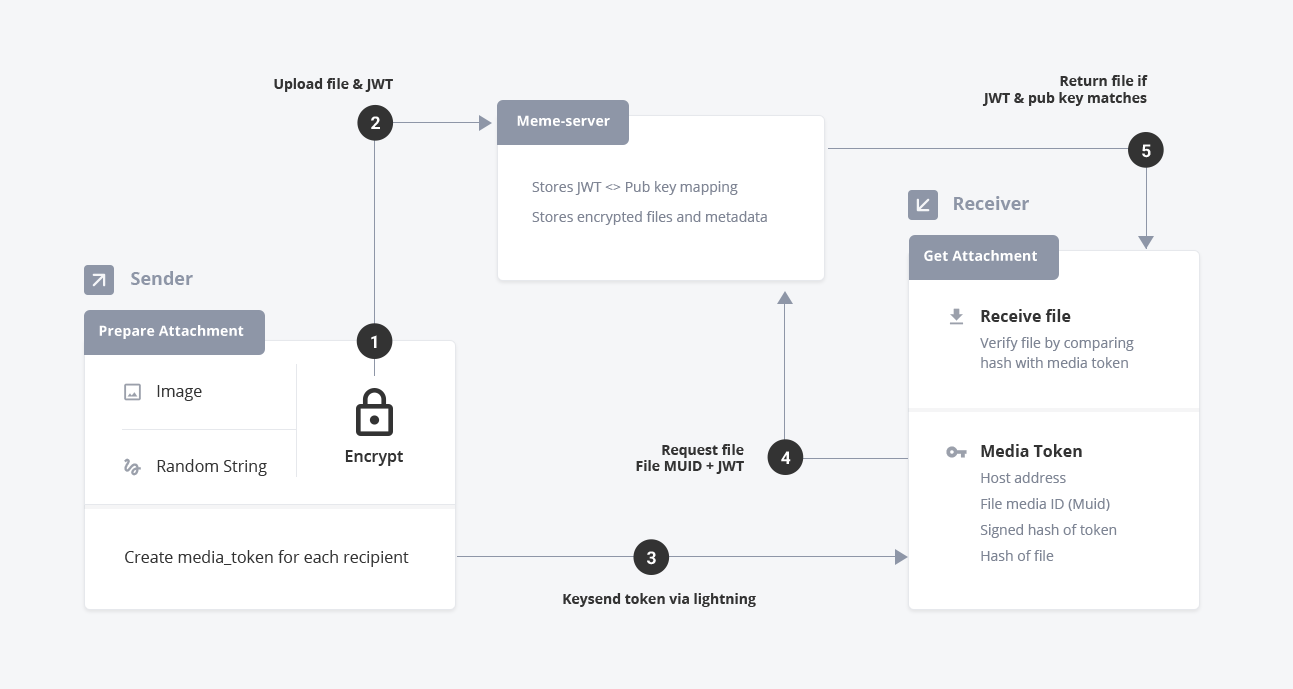 Upload file & JWT
2
Meme-server
Stores JWT <> Pub key mapping
Stores encrypted files and metadata
Return file if
JWT & pub key matches
5
Sender
Prepare Attachment
1
Image
Random String
Encrypt
Create media_token for each recipient
3
Keysend token via lightning
Request file
File MUID + JWT
4
Receiver
Get Attachment
Receive file
Verify file by comparing
hash with media token
Media Token
Host address
File media ID (Muid)
Signed hash of token
Hash of file